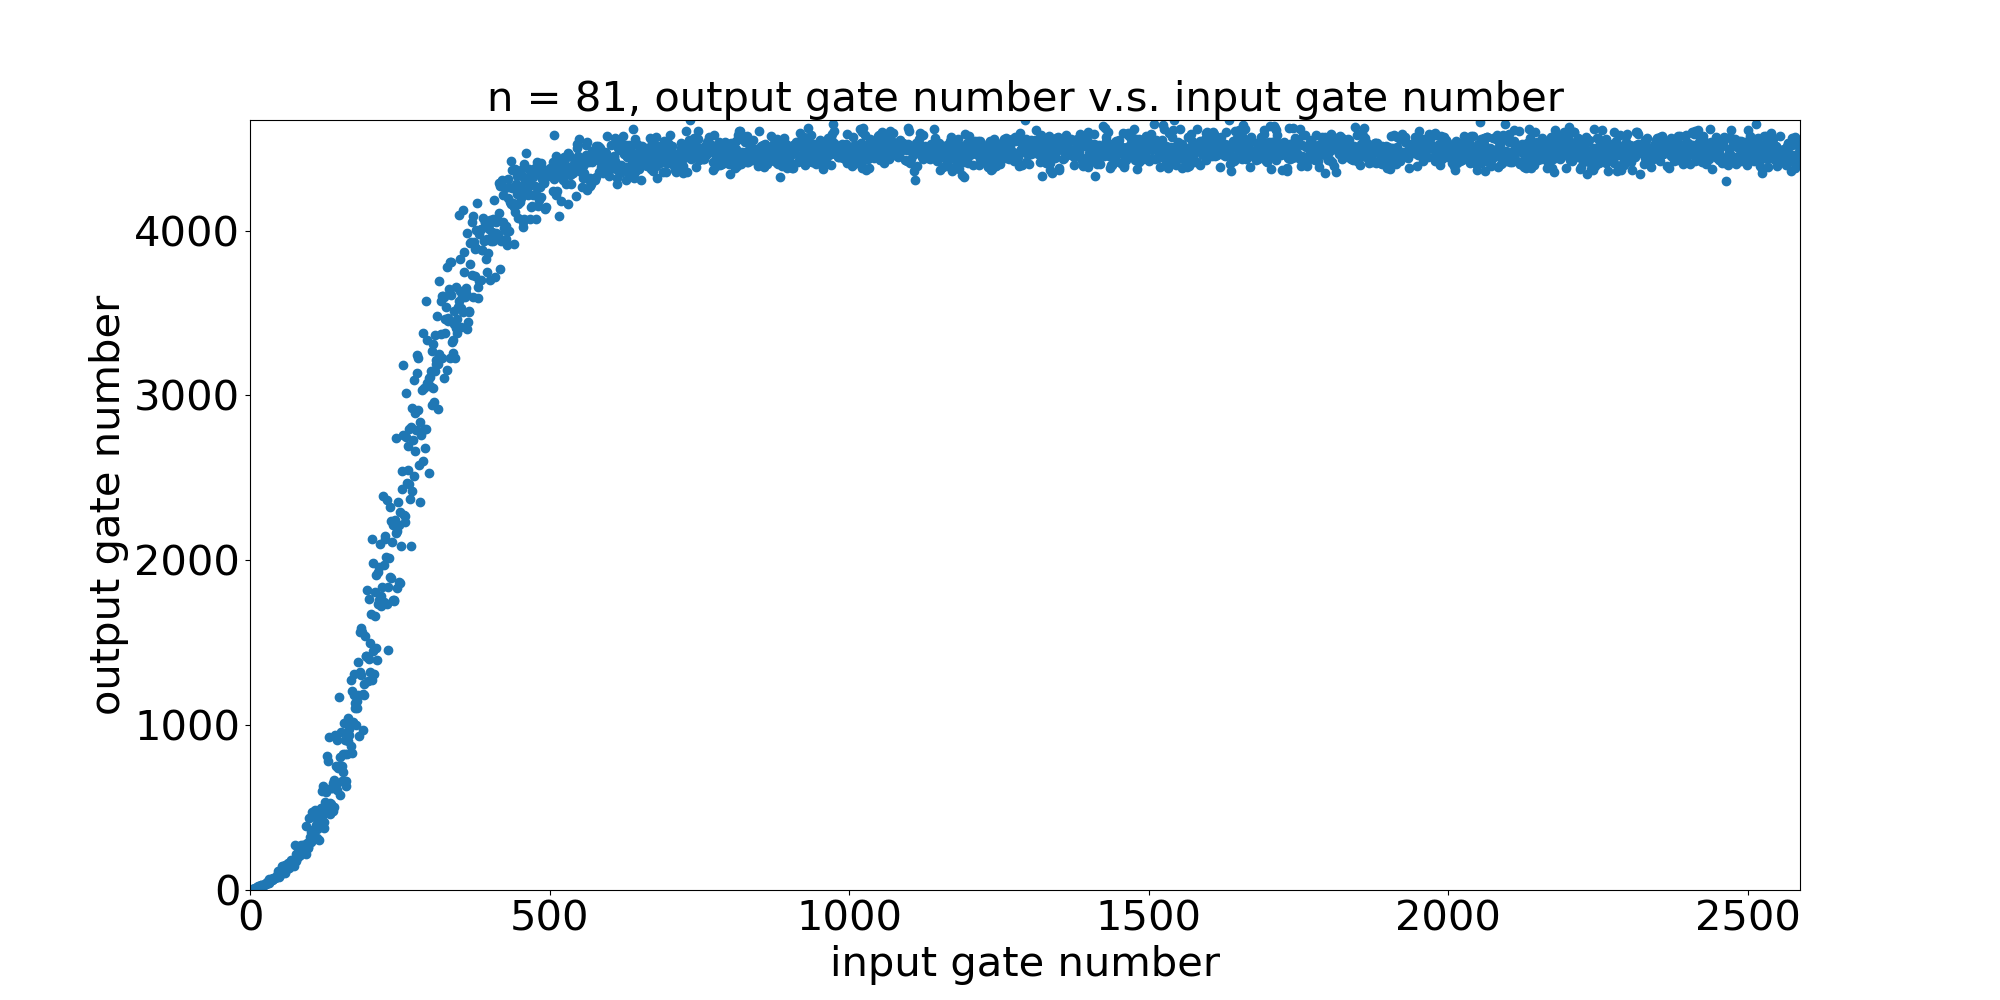 n = 81, output gate number v.s. input gate number
output gate number
4000
3000
2000
1000
0
0 500 1000 1500 2000 2500
input gate number